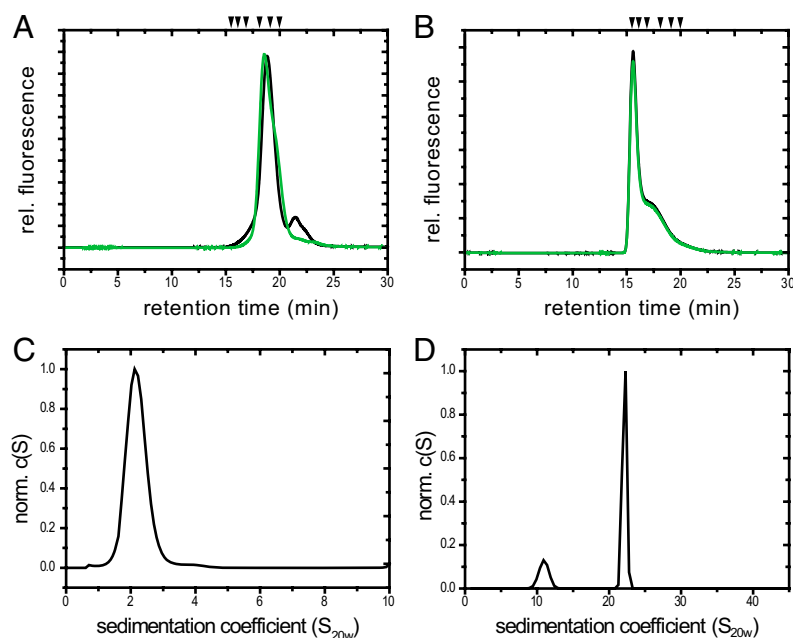 A
B
rel. fluorescence
rel. fluorescence
0 5 10 15 20 25 30
0 5 10 15 20 25 30
retention time (min)
retention time (min)
C
D
norm. c(S)
1.0
0.8
0.6
0.4
0.2
0.0
norm. c(S)
1.0
0.8
0.6
0.4
0.2
0.0
0 2 4 6 8 10
0 10 20 30 40
sedimentation coefficient (S20w)
sedimentation coefficient (S20w)